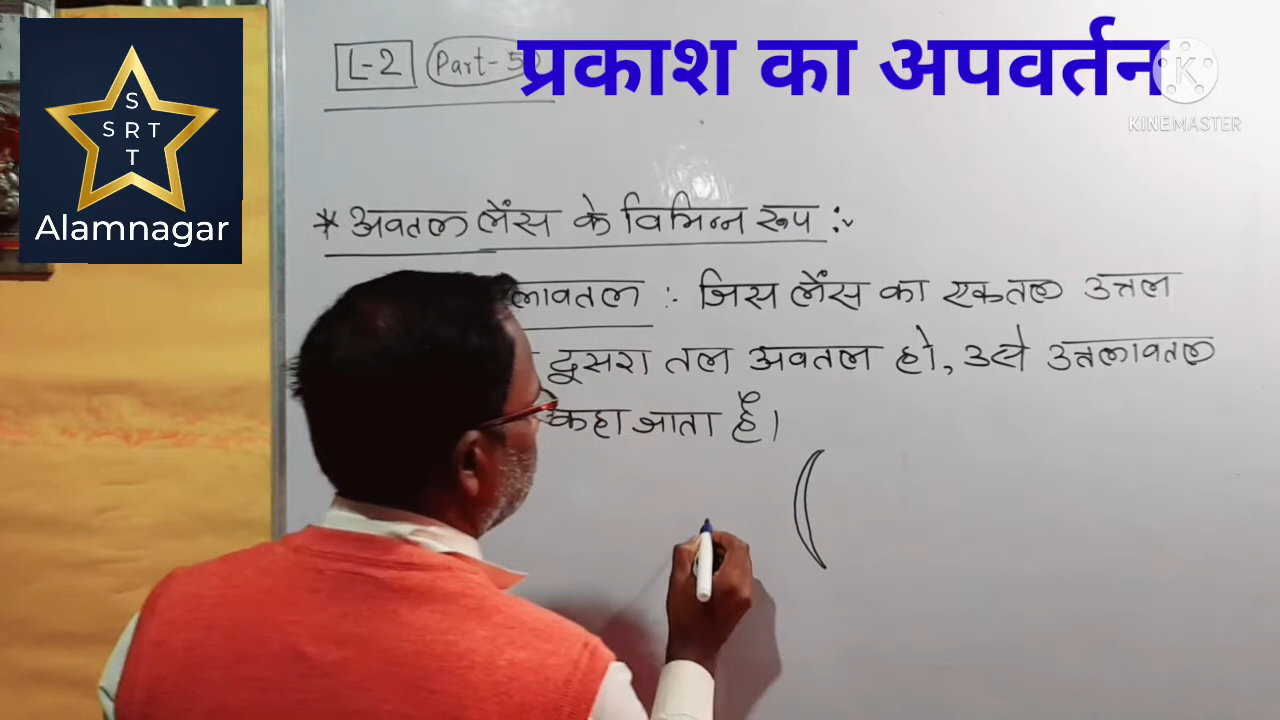 प्रकाश का अपवर्तन
L-2 Part-5
S
S R T
T
Alamnagar
KINEMASTER
* अवतल लेंस के विभिन्न रूप :-
लावतल :- जिस लेंस का एक तल उत्तल
दूसरा तल अवतल हो, उसे उत्तलावतल
कहा जाता है।